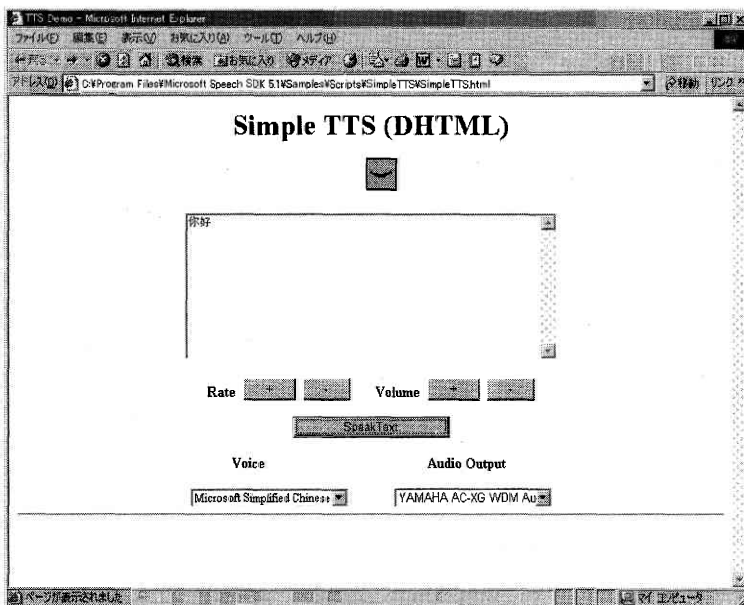 TTS Demo - Microsoft Internet Explorer
ファイル(F) 編集(E) 表示(V) お気に入り(A) ツール(T) ヘルプ(H)
検索 お気に入り メディア
アドレス(D) C:¥Program Files¥Microsoft Speech SDK 5.1¥Samples¥Scripts¥SimpleTTS¥SimpleTTS.html 移動 リンク »
Simple TTS (DHTML)
你好
Rate + - Volume + -
SpeakText
Voice Audio Output
Microsoft Simplified Chinese YAMAHA AC-XG WDM Au
ページが表示されました マイ コンピュータ